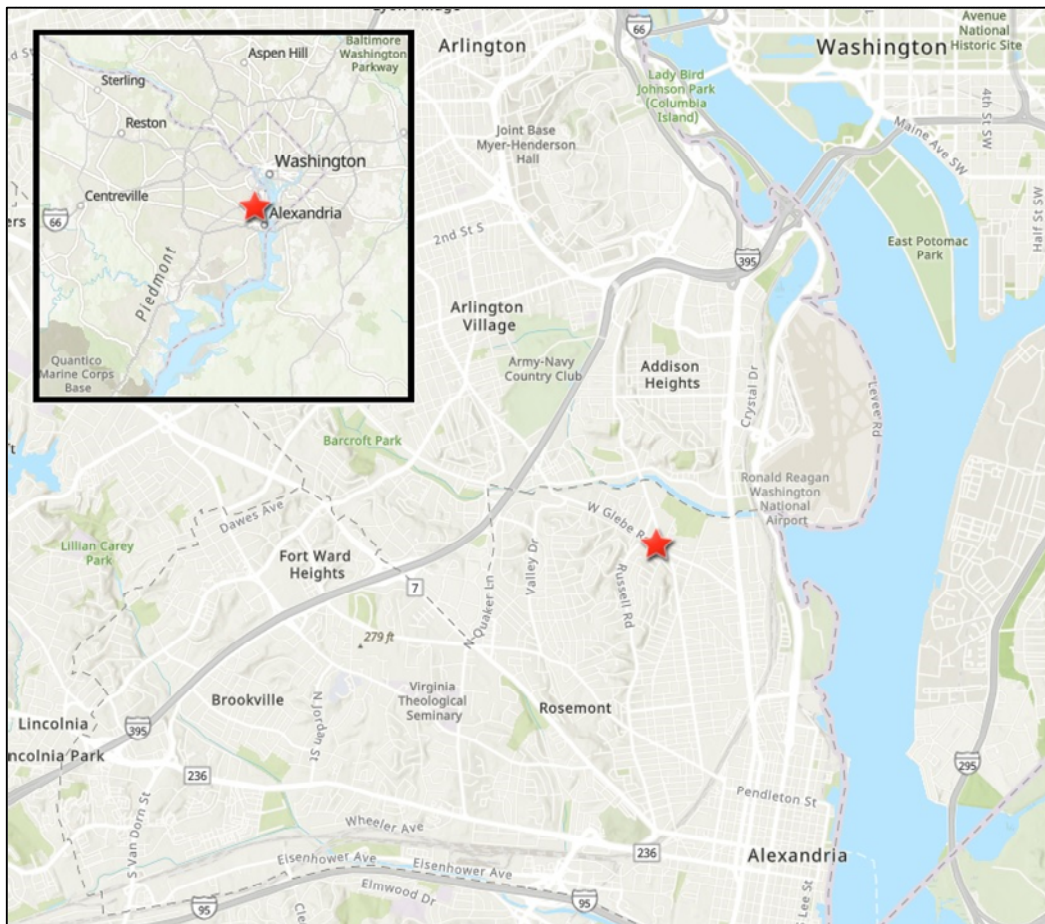 Arlington
66
Washington
Avenue
National
Historic Site
Lady Bird
Johnson Park
(Columbia
Island)
4th St SW
Maine Ave SW
Half St SW
Joint Base
Myer-Henderson
Hall
East Potomac
Park
2nd St S
395
Arlington
Village
Army-Navy
Country Club
Addison
Heights
Crystal Dr
Levee Rd
Aspen Hill
Baltimore
Washington
Parkway
Sterling
Reston
Washington
Centreville
Alexandria
66
Piedmont
Quantico
Marine Corps
Base
ers
Barcroft Park
Ronald Reagan
Washington
National
Airport
Dawes Ave
W Glebe R
Lillian Carey
Park
Fort Ward
Heights
7
N Quaker Ln
Valley Dr
Russell Rd
279 ft
Brookville
N Jordan St
Virginia
Theological
Seminary
Rosemont
Lincolnia
395
ncolnia Park
236
295
Pendleton St
S Van Dorn St
Wheeler Ave
236
Alexandria
Eisenhower Ave
Eisenhower Ave
Elmwood Dr
95
95
S Lee St